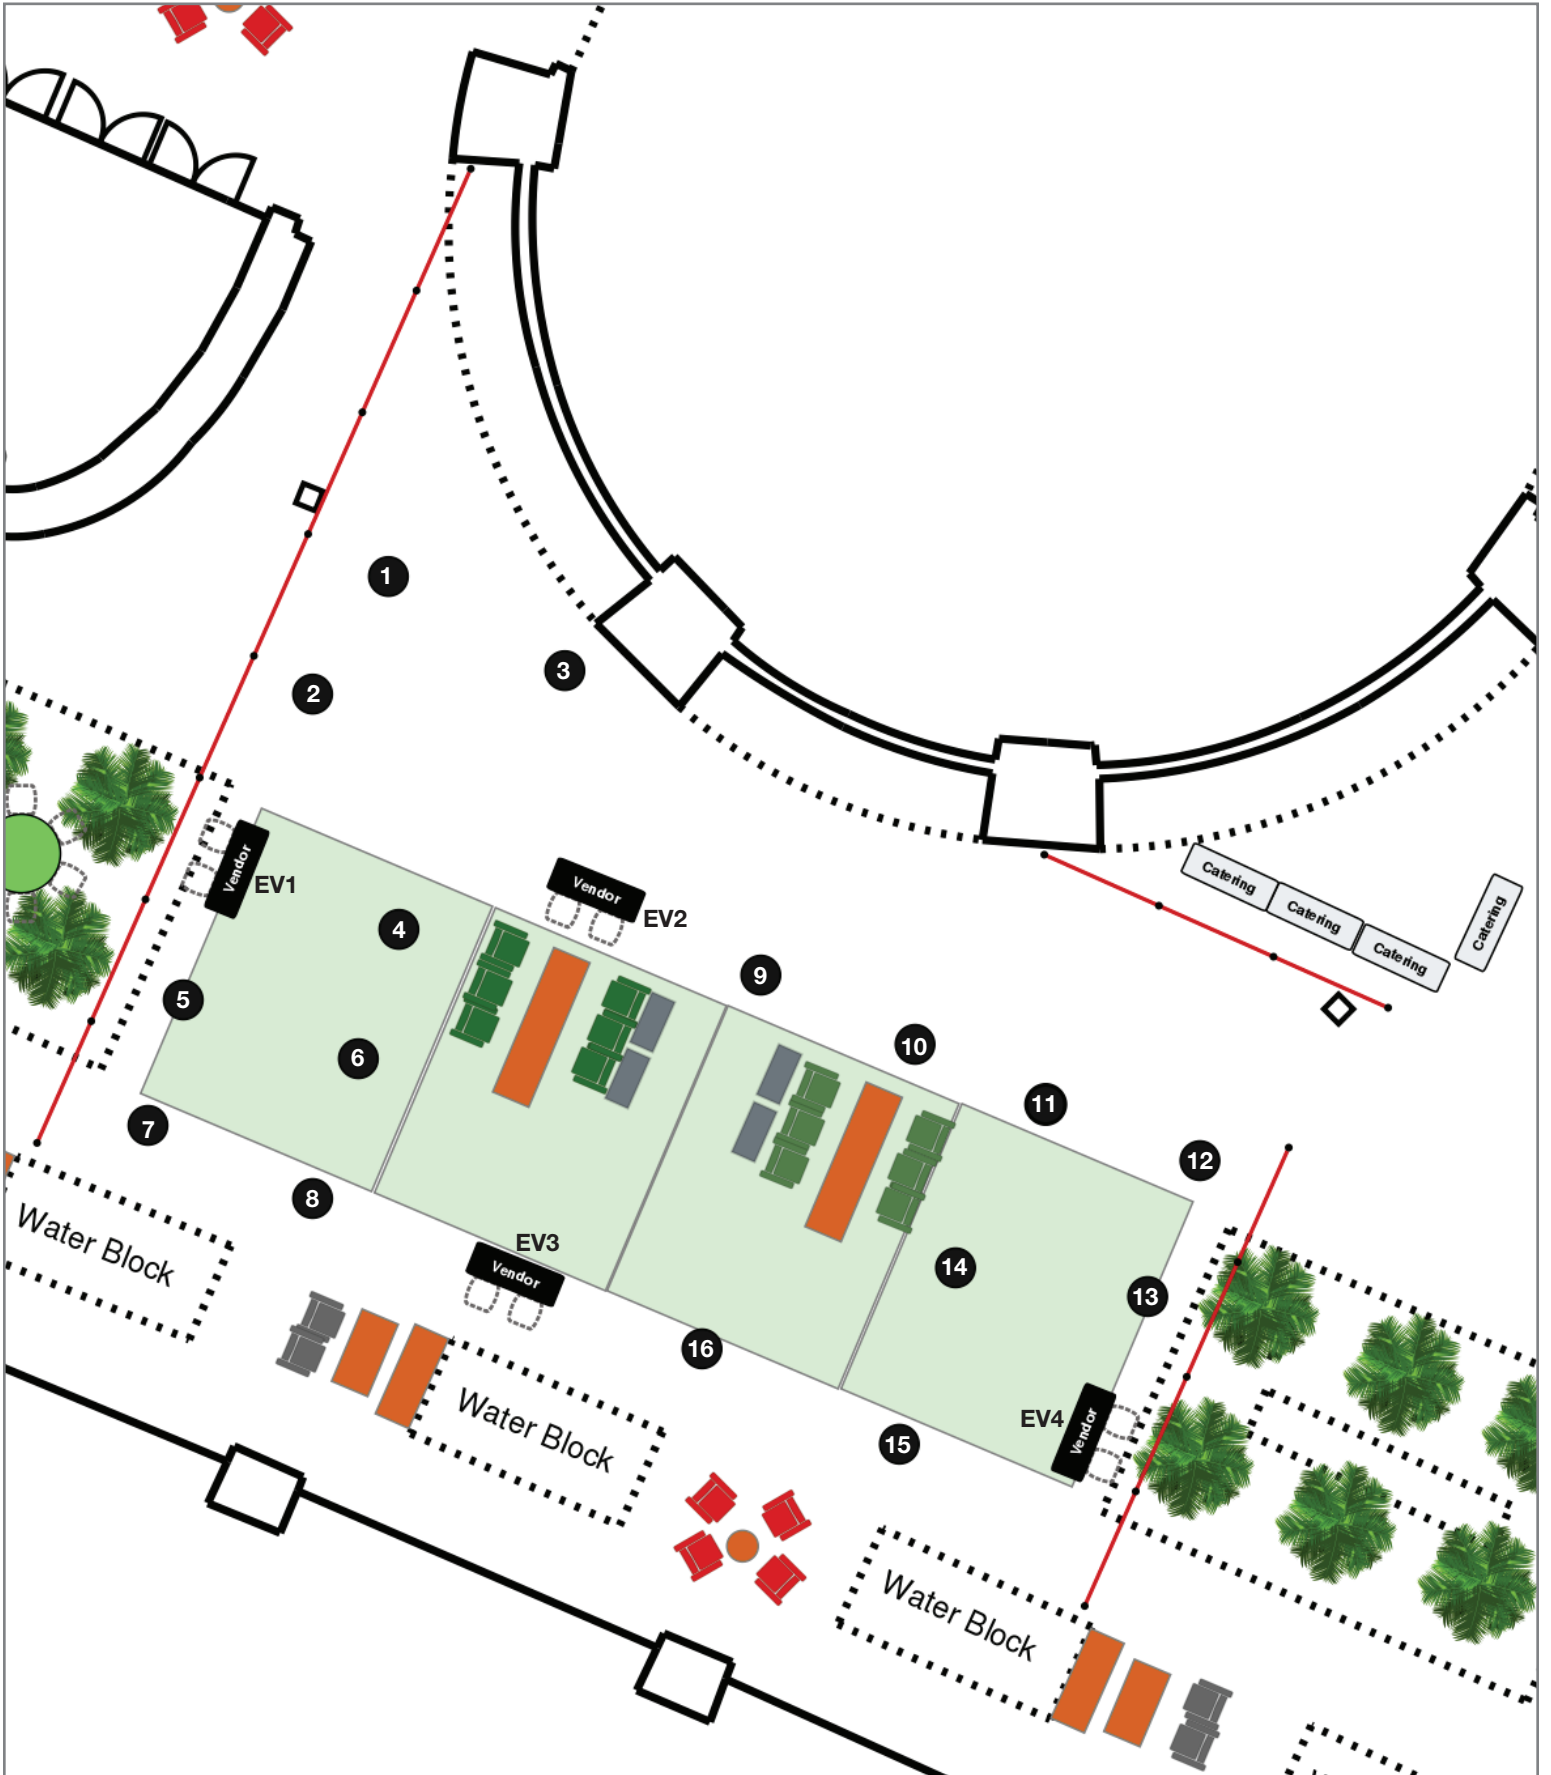 1
2
3
Vendor
EV1
Vendor
EV2
Catering
Catering
Catering
Catering
4
5
6
7
8
9
10
11
12
13
14
EV3
Vendor
Water Block
16
EV4
Vendor
15
Water Block
Water Block